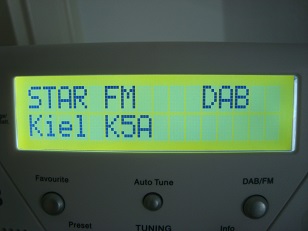 STAR FM DAB
Kiel K5A
Favourite Auto Tune DAB/FM
Preset TUNING Info